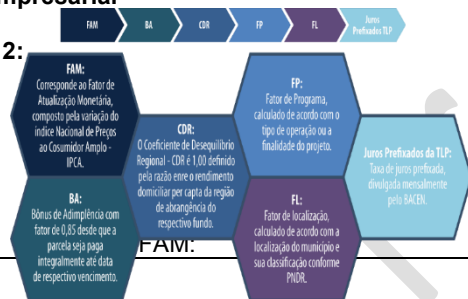 mpresarial
FAM
BA
CDR
FP
FL
Juros
Prefixados TLP
2:
FAM:
Corresponde ao Fator de
Atualização Monetária,
composto pela variação do
índice Nacional de Preços
ao Cosumidor Amplo -
IPCA.
BA:
Bônus de Adimplência com
fator de 0,85 desde que a
parcela seja paga
integralmente até data
de respectivo vencimento.
CDR:
O Coeficiente de Desequilíbrio
Regional - CDR é 1,00 definido
pela razão enre o rendimento
domiciliar per capta da região
de abrangência do
respectivo fundo.
FP:
Fator de Programa,
calculado de acordo com o
tipo de operação ou a
finalidade do projeto.
FL:
Fator de localização,
calculado de acordo com a
localização do município e
sua classificação conforme
PNDR.
Juros Prefixados da TLP:
Taxa de juros prefixada,
divulgada mensalmente
pelo BACEN.
FAM: